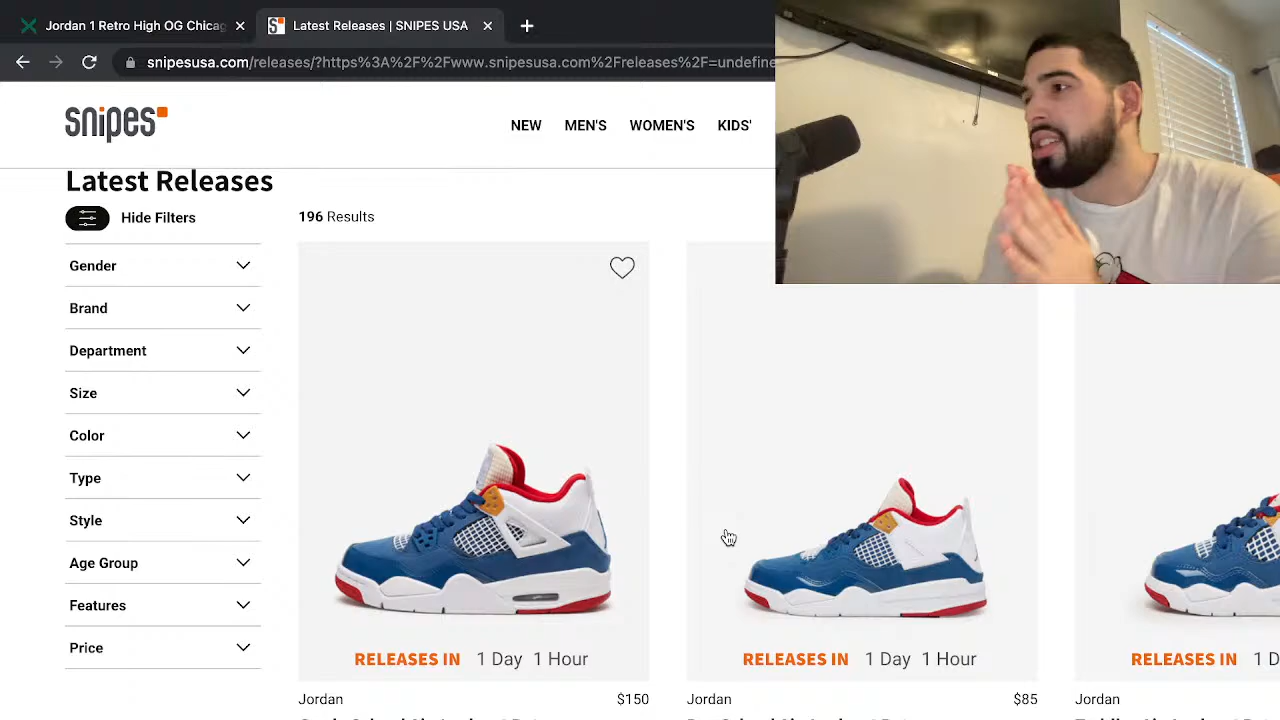 Jordan 1 Retro High OG Chicag
Latest Releases | SNIPES USA
snipesusa.com/releases/?https%3A%2F%2Fwww.snipesusa.com%2Freleases%2F=undefine
snipes
NEW MEN'S WOMEN'S KIDS'
Latest Releases
Hide Filters
196 Results
Gender
Brand
Department
Size
Color
Type
Style
Age Group
Features
Price
RELEASES IN 1 Day 1 Hour
RELEASES IN 1 Day 1 Hour
RELEASES IN 1 D
Jordan $150
Jordan $85
Jordan